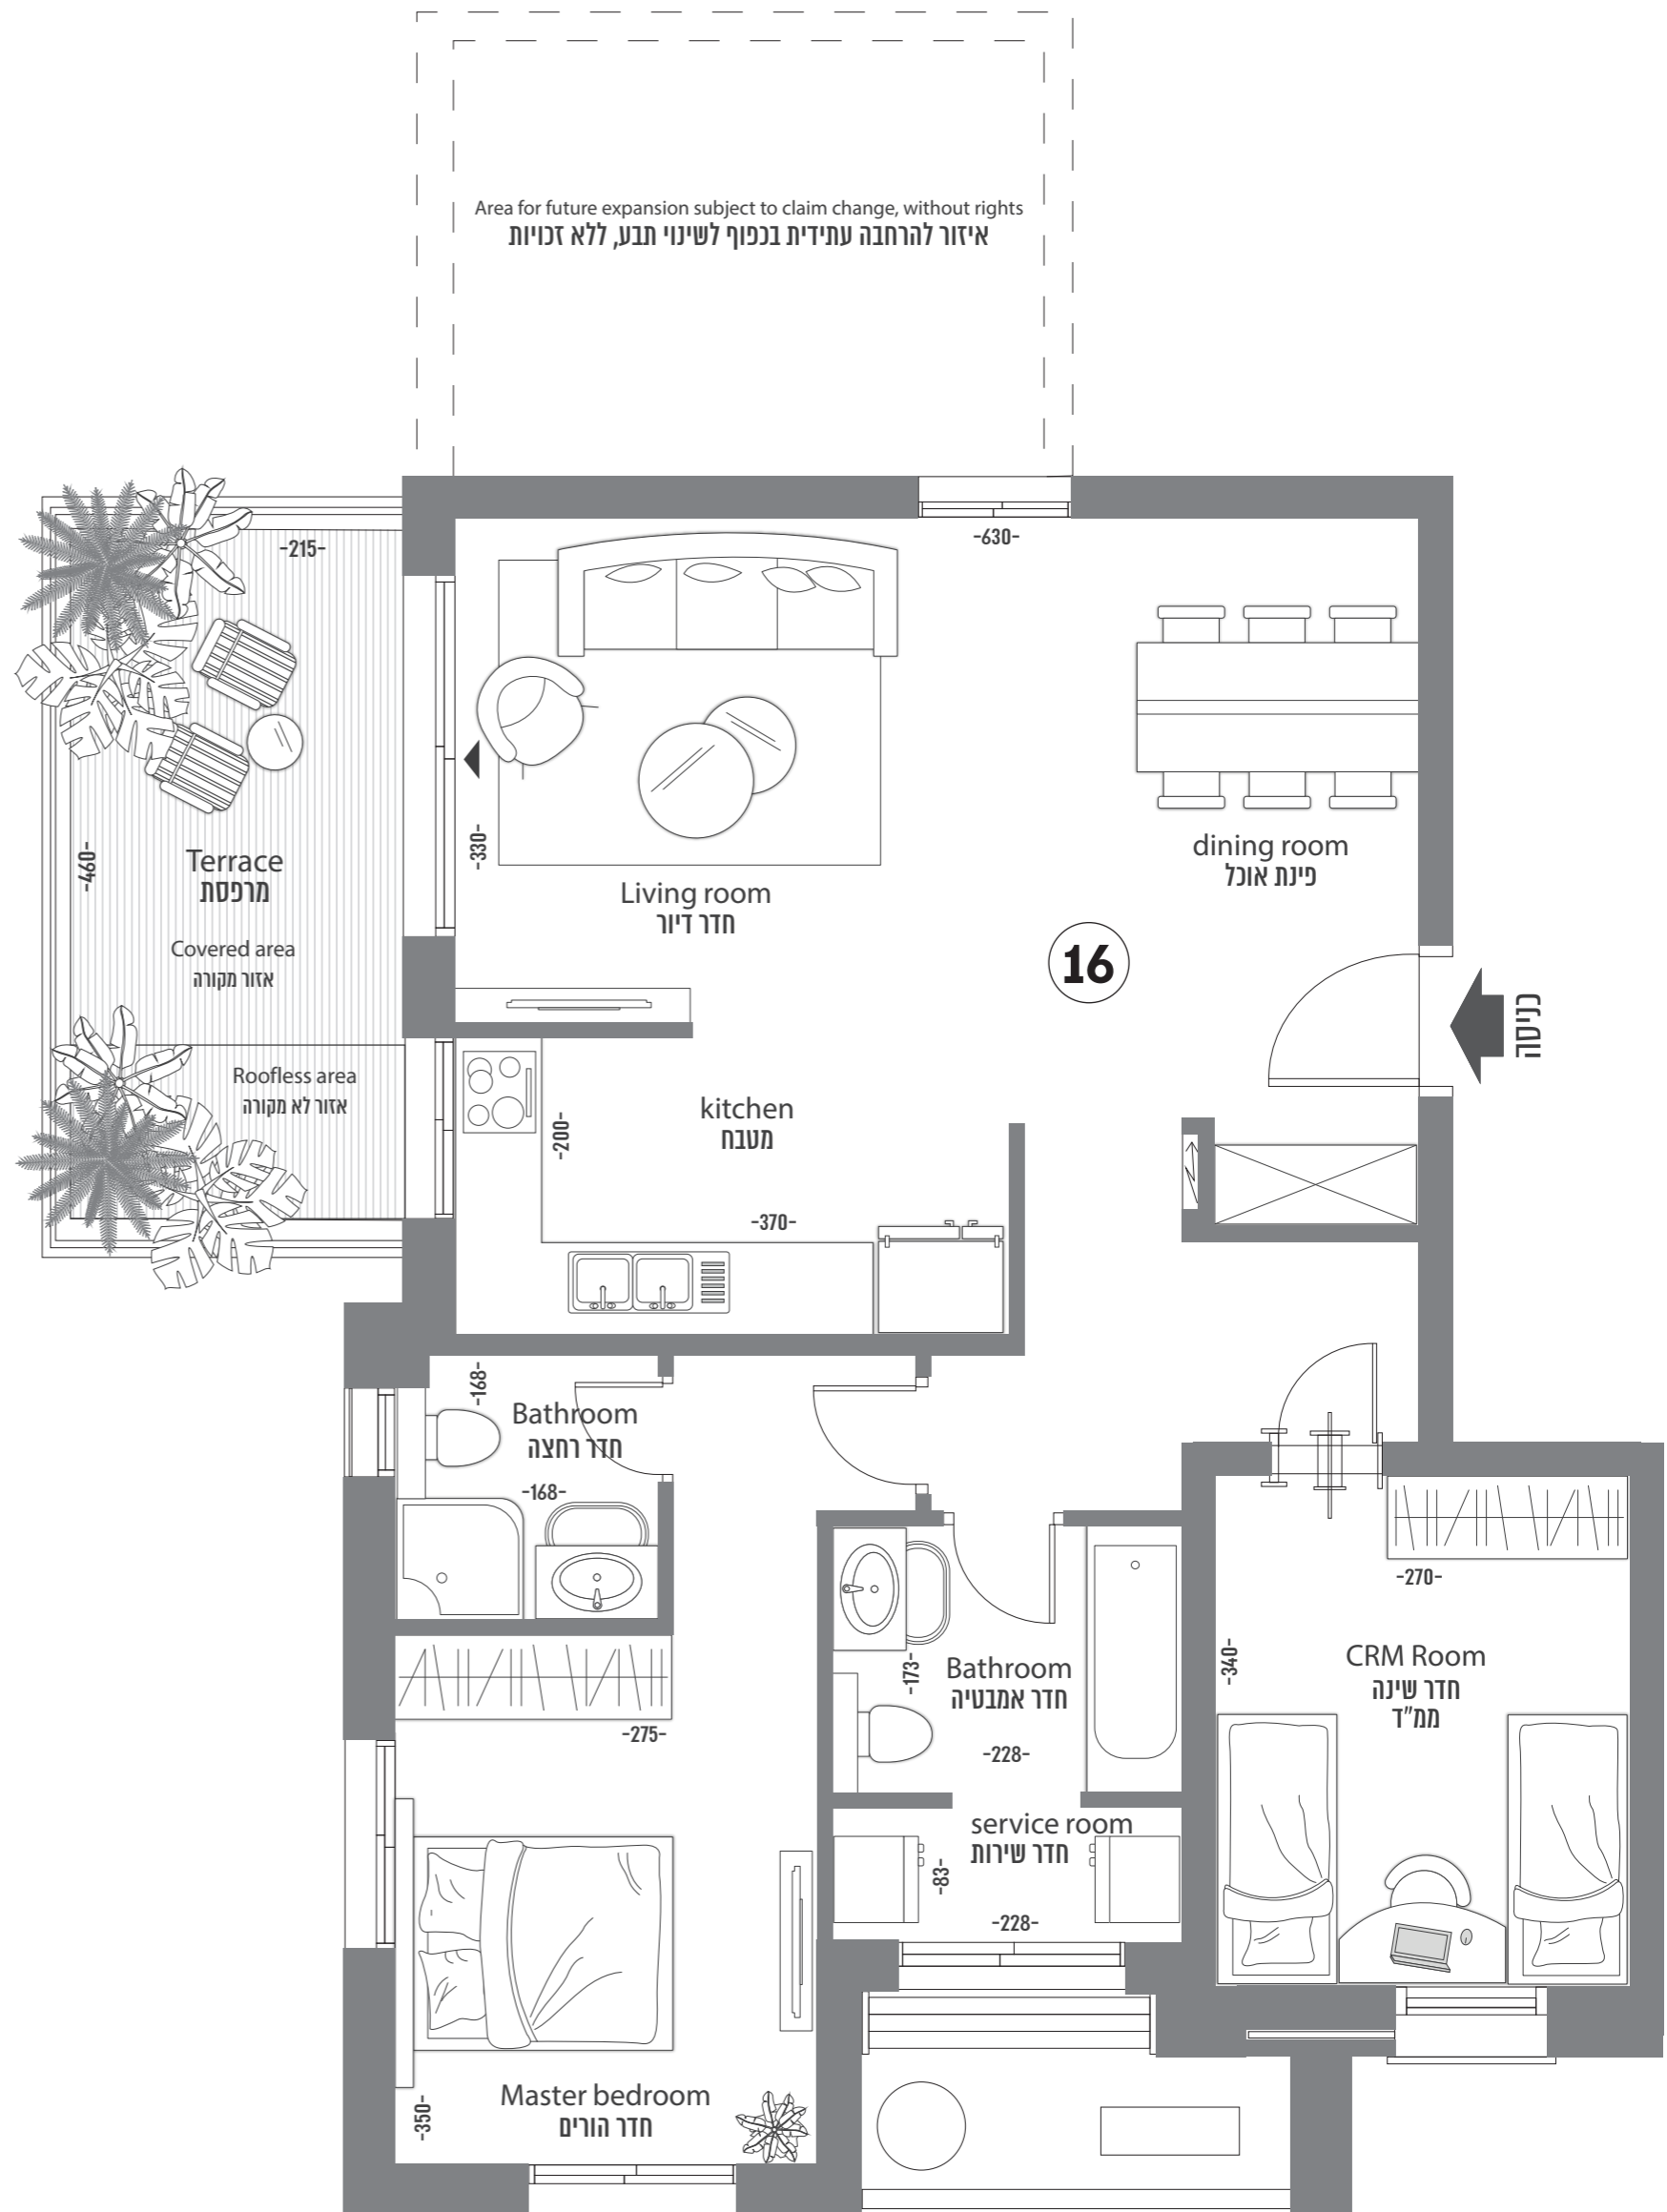 Area for future expansion subject to claim change, without rights
איזור להרחבה עתידית בכפוף לשינוי תבע, ללא זכויות
-630-
-215-
-330-
-460-
Terrace
מרפסת
Covered area
אזור מקורה
Living room
חדר דיור
dining room
פינת אוכל
16
כניסה
Roofless area
אזור לא מקורה
kitchen
מטבח
-200-
-370-
-168-
Bathroom
חדר רחצה
-168-
-270-
-340-
CRM Room
חדר שינה
ממ"ד
-173-
Bathroom
חדר אמבטיה
-228-
-275-
service room
חדר שירות
-83-
-228-
Master bedroom
חדר הורים
-350-